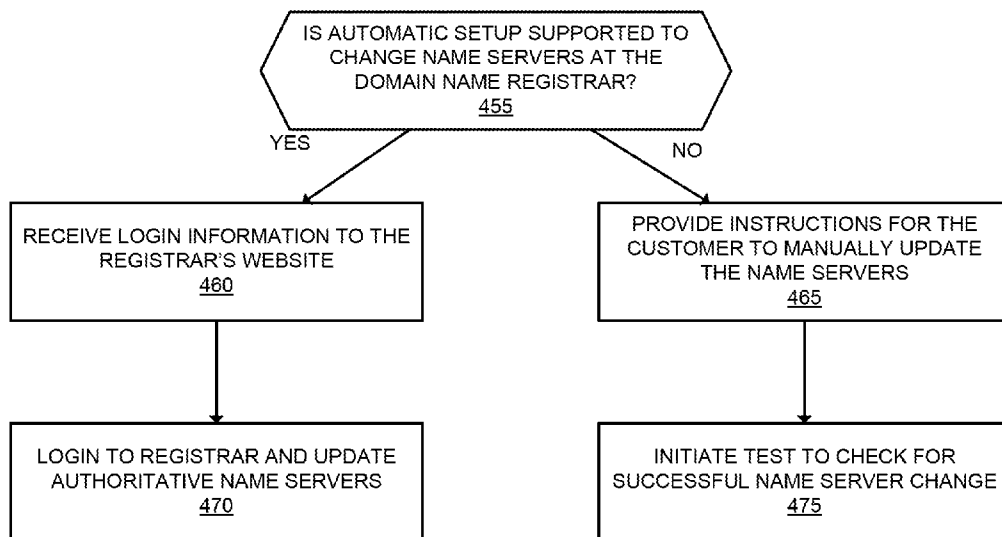 IS AUTOMATIC SETUP SUPPORTED TO
CHANGE NAME SERVERS AT THE
DOMAIN NAME REGISTRAR?
455
YES
NO
RECEIVE LOGIN INFORMATION TO THE
REGISTRAR'S WEBSITE
460
PROVIDE INSTRUCTIONS FOR THE
CUSTOMER TO MANUALLY UPDATE
THE NAME SERVERS
465
LOGIN TO REGISTRAR AND UPDATE
AUTHORITATIVE NAME SERVERS
470
INITIATE TEST TO CHECK FOR
SUCCESSFUL NAME SERVER CHANGE
475